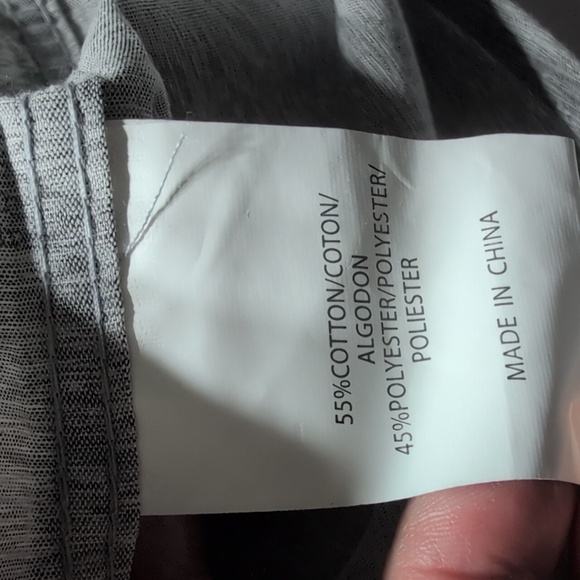 55%COTTON/COTON/
ALGODON
45%POLYESTER/POLYESTER/
POLIESTER
MADE IN CHINA